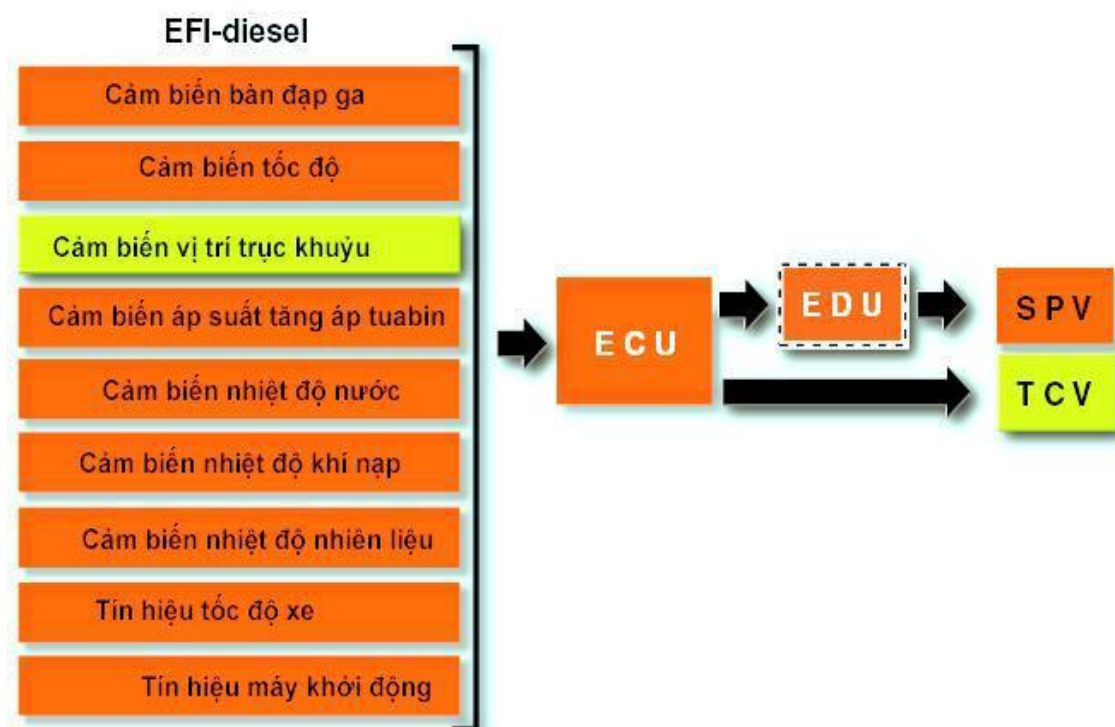 EFI-diesel
Cảm biến bàn đạp ga
Cảm biến tốc độ
Cảm biến vị trí trục khuỷu
Cảm biến áp suất tăng áp tuabin
Cảm biến nhiệt độ nước
Cảm biến nhiệt độ khí nạp
Cảm biến nhiệt độ nhiên liệu
Tín hiệu tốc độ xe
Tín hiệu máy khởi động
ECU
EDU
SPV
TCV